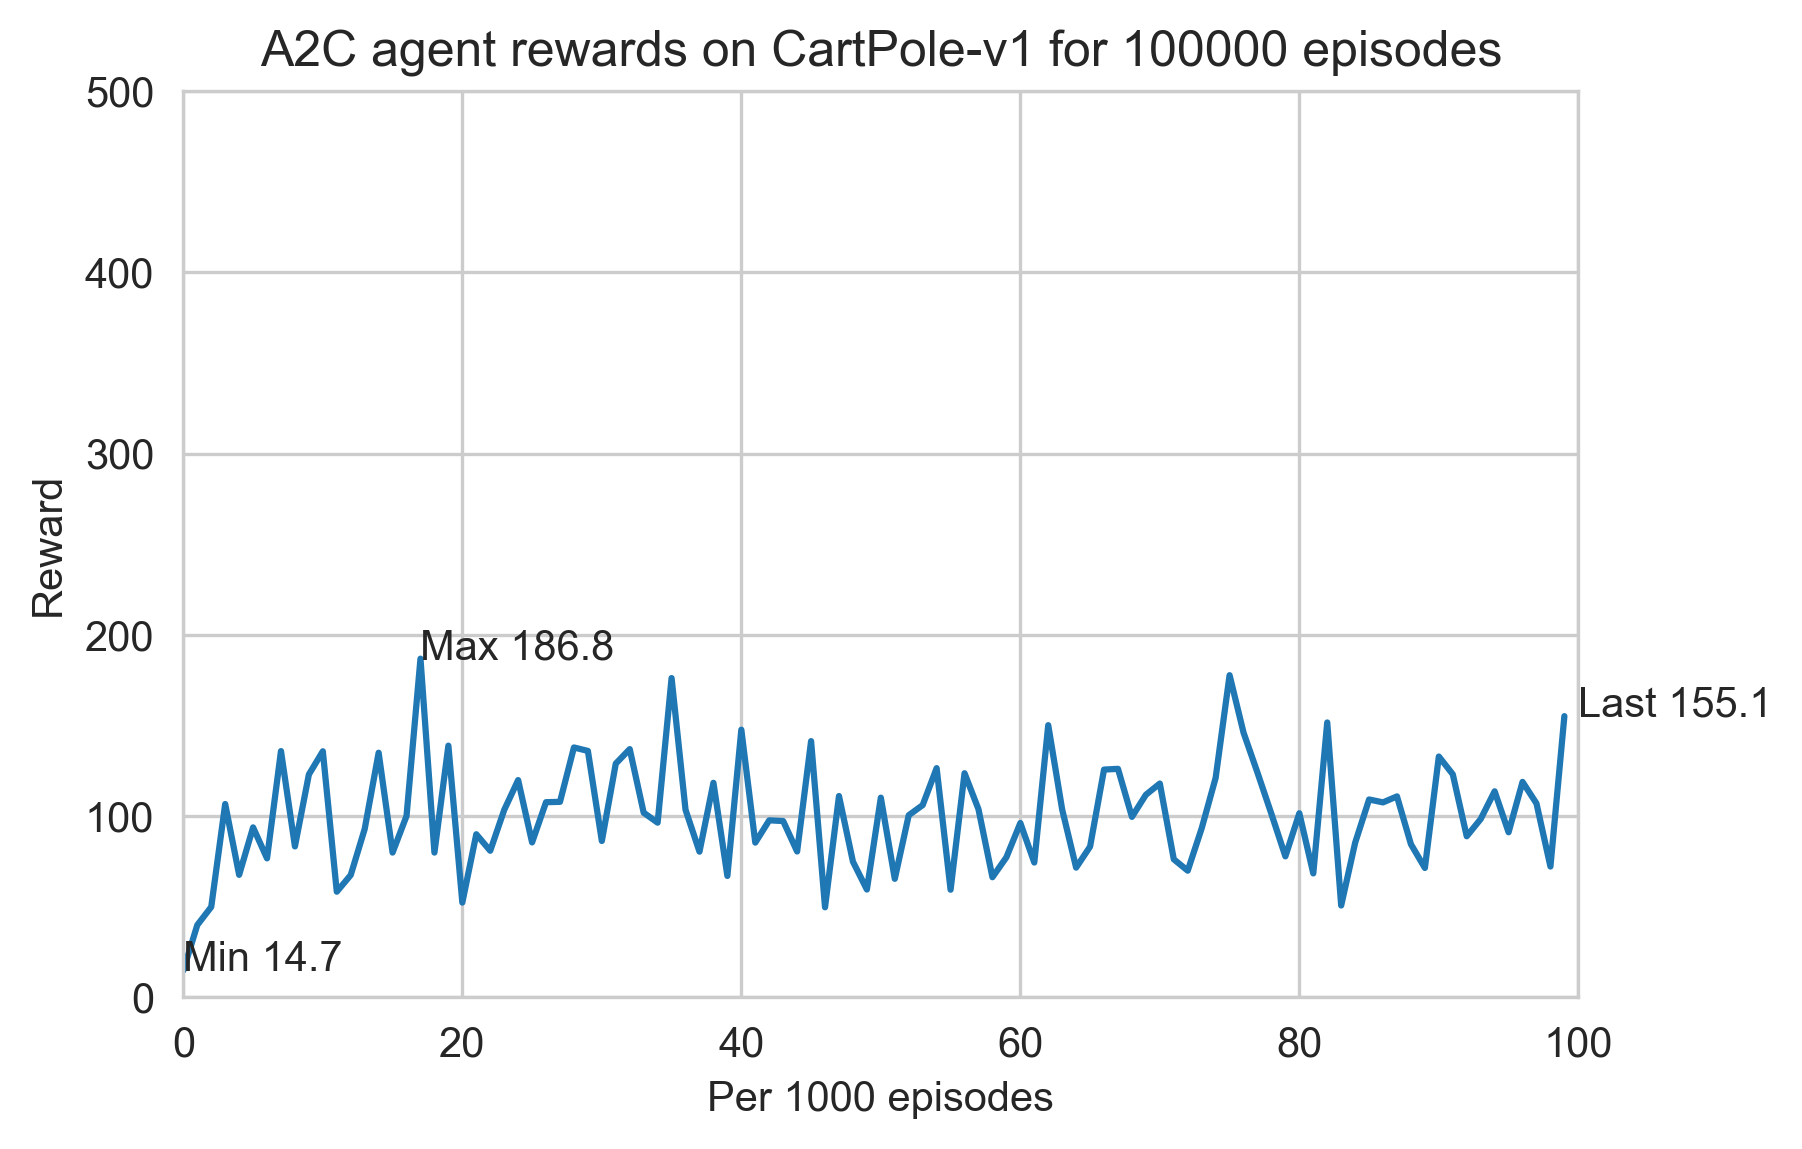 A2C agent rewards on CartPole-v1 for 100000 episodes
500
400
300
200
100
0
Reward
Max 186.8
Last 155.1
Min 14.7
0 20 40 60 80 100
Per 1000 episodes